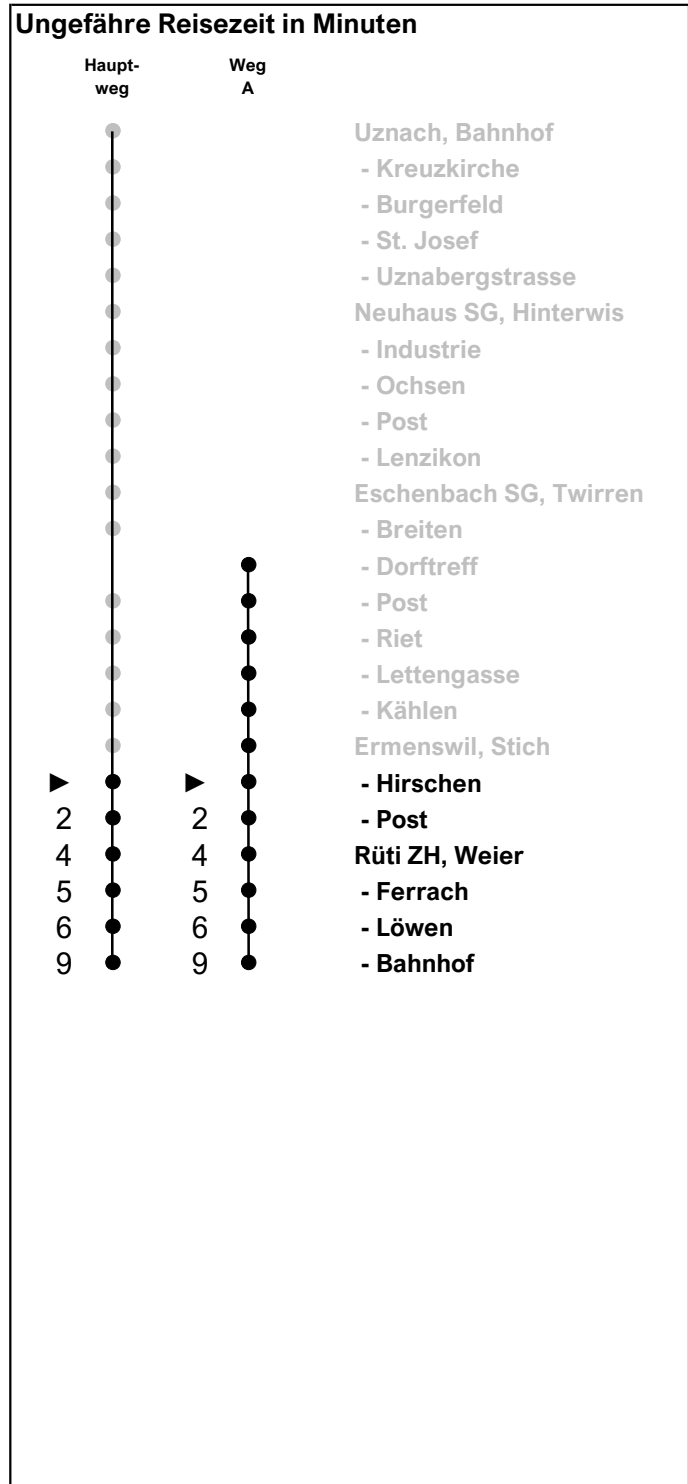 Ungefähre Reisezeit in Minuten
Haupt- Weg
weg A
Uznach, Bahnhof
- Kreuzkirche
- Burgerfeld
- St. Josef
- Uznabergstrasse
Neuhaus SG, Hinterwis
- Industrie
- Ochsen
- Post
- Lenzikon
Eschenbach SG, Twirren
- Breiten
- Dorftreff
- Post
- Riet
- Lettengasse
- Kählen
Ermenswil, Stich
► ► - Hirschen
2 2 - Post
4 4 Rüti ZH, Weier
5 5 - Ferrach
6 6 - Löwen
9 9 - Bahnhof